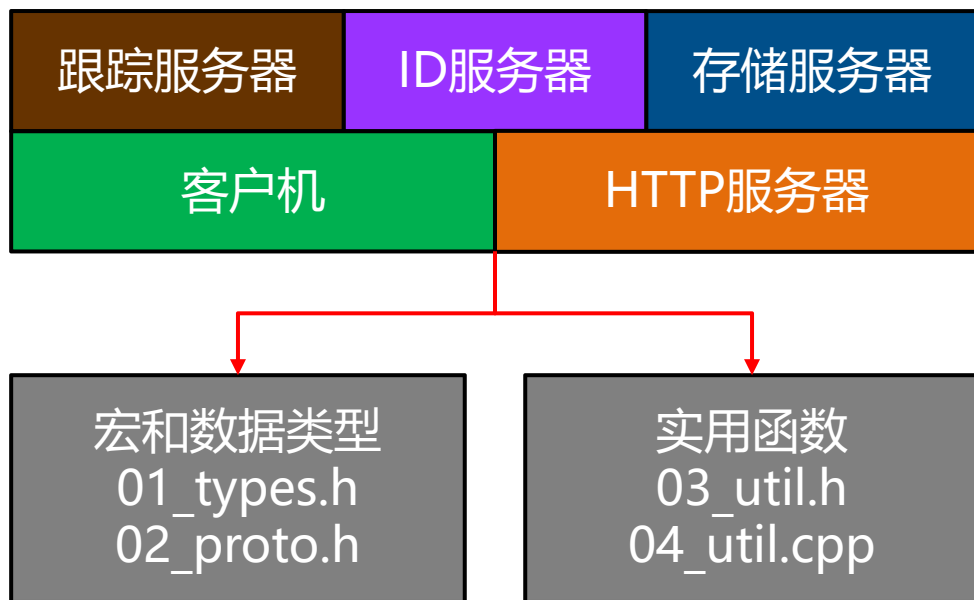 跟踪服务器
ID服务器
存储服务器
客户机
HTTP服务器
宏和数据类型
01_types.h
02_proto.h
实用函数
03_util.h
04_util.cpp